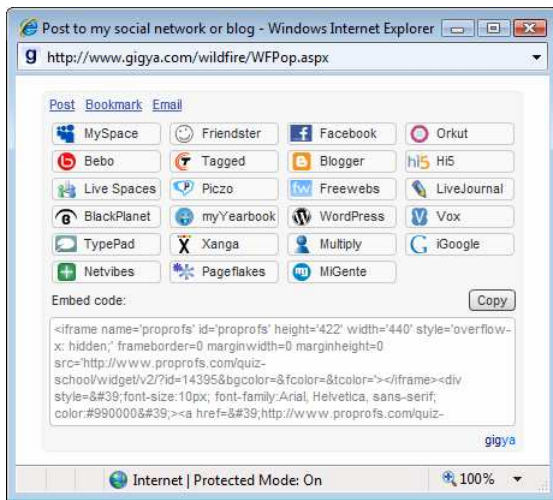 Post to my social network or blog - Windows Internet Explorer
g http://www.gigya.com/wildfire/WFPop.aspx
Post Bookmark Email
MySpace Friendster Facebook Orkut
Bebo Tagged Blogger hi5 Hi5
Live Spaces Piczo fw Freewebs LiveJournal
B BlackPlanet myYearbook WordPress V Vox
TypePad X Xanga Multiply G iGoogle
Netvibes Pageflakes MiGente
Embed code: Copy
<iframe name='proprofs' id='proprofs' height='422' width='440' style='overflow-
x: hidden;' frameborder=0 marginwidth=0 marginheight=0
src='http://www.proprofs.com/quiz-
school/widget/v2/?id=14395&bgcolor=&fcolor=&tcolor='></iframe><div
style=&#39;font-size:10px; font-family:Arial, Helvetica, sans-serif;
color:#990000&#39;><a href=&#39;http://www.proprofs.com/quiz-
gigya
Internet | Protected Mode: On 100%